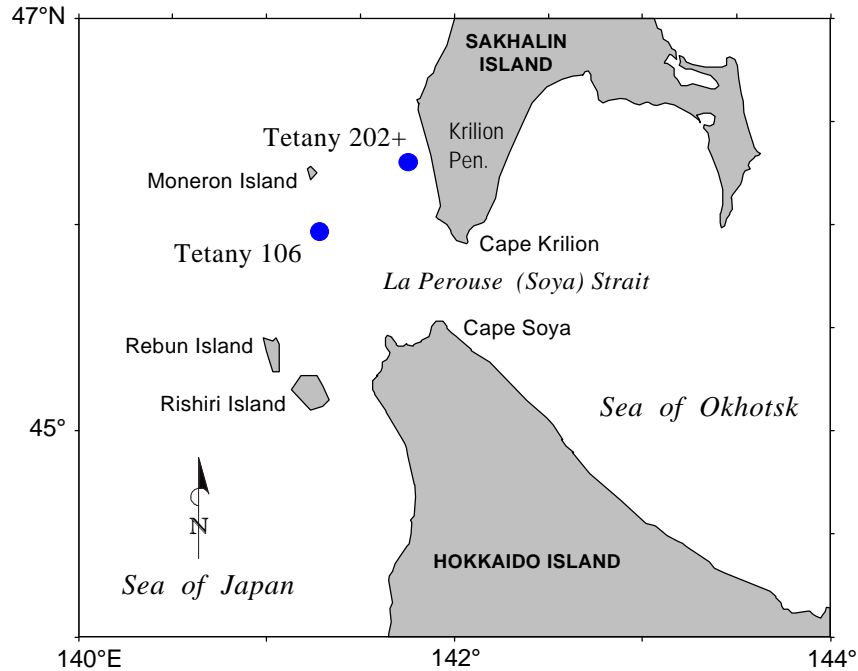 47°N
SAKHALIN
ISLAND
Tetany 202+
Krilion
Pen.
Moneron Island
Tetany 106
Cape Krilion
La Perouse (Soya) Strait
Cape Soya
Rebun Island
Rishiri Island
Sea of Okhotsk
45°
N
HOKKAIDO ISLAND
Sea of Japan
140°E
142°
144°